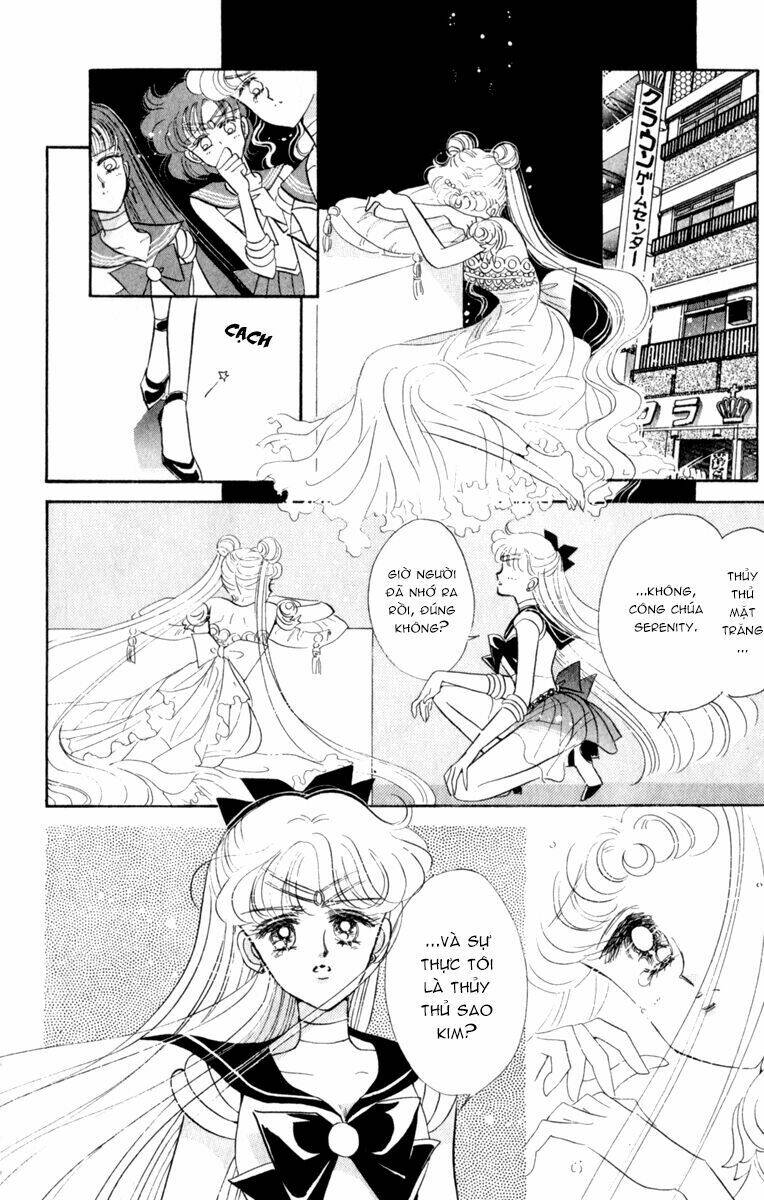 クラウンゲームセンター
クラ
CẠCH
THỦY
THỦ
MẶT
TRĂNG
...
...KHÔNG,
CÔNG CHÚA
SERENITY.
GIỜ NGƯỜI
ĐÃ NHỚ RA
RỒI, ĐÚNG
KHÔNG?
...VÀ SỰ
THỰC TÔI
LÀ THỦY
THỦ SAO
KIM?